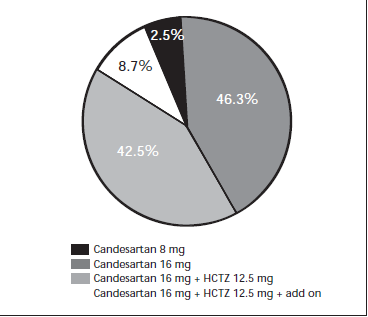 2.5%
8.7%
46.3%
42.5%
Candesartan 8 mg
Candesartan 16 mg
Candesartan 16 mg + HCTZ 12.5 mg
Candesartan 16 mg + HCTZ 12.5 mg + add on